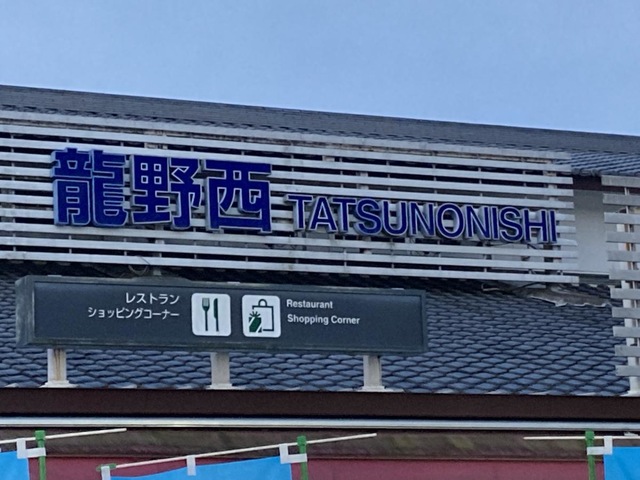 龍野西 TATSUNONISHI
レストラン
ショッピングコーナー
Restaurant
Shopping Corner